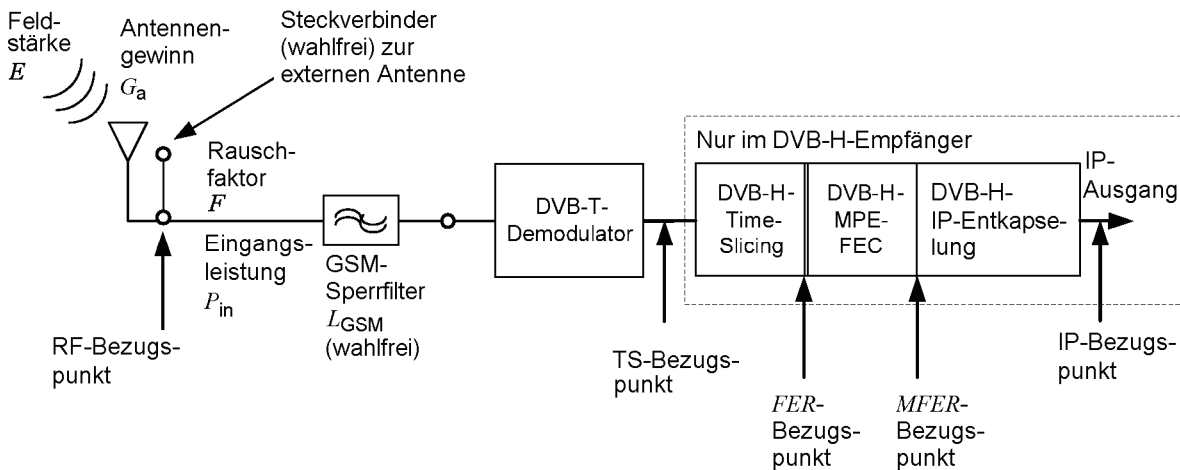 Feld-
stärke
E
Antennen-
gewinn
Ga
Steckverbinder
(wahlfrei) zur
externen Antenne
Rausch-
faktor
F
Eingangs-
leistung
Pin
RF-Bezugs-
punkt
GSM-
Sperrfilter
LGSM
(wahlfrei)
DVB-T-
Demodulator
TS-Bezugs-
punkt
Nur im DVB-H-Empfänger
DVB-H-
Time-
Slicing
DVB-H-
MPE-
FEC
DVB-H-
IP-Entkapse-
lung
IP-
Ausgang
FER-
Bezugs-
punkt
MFER-
Bezugs-
punkt
IP-Bezugs-
punkt